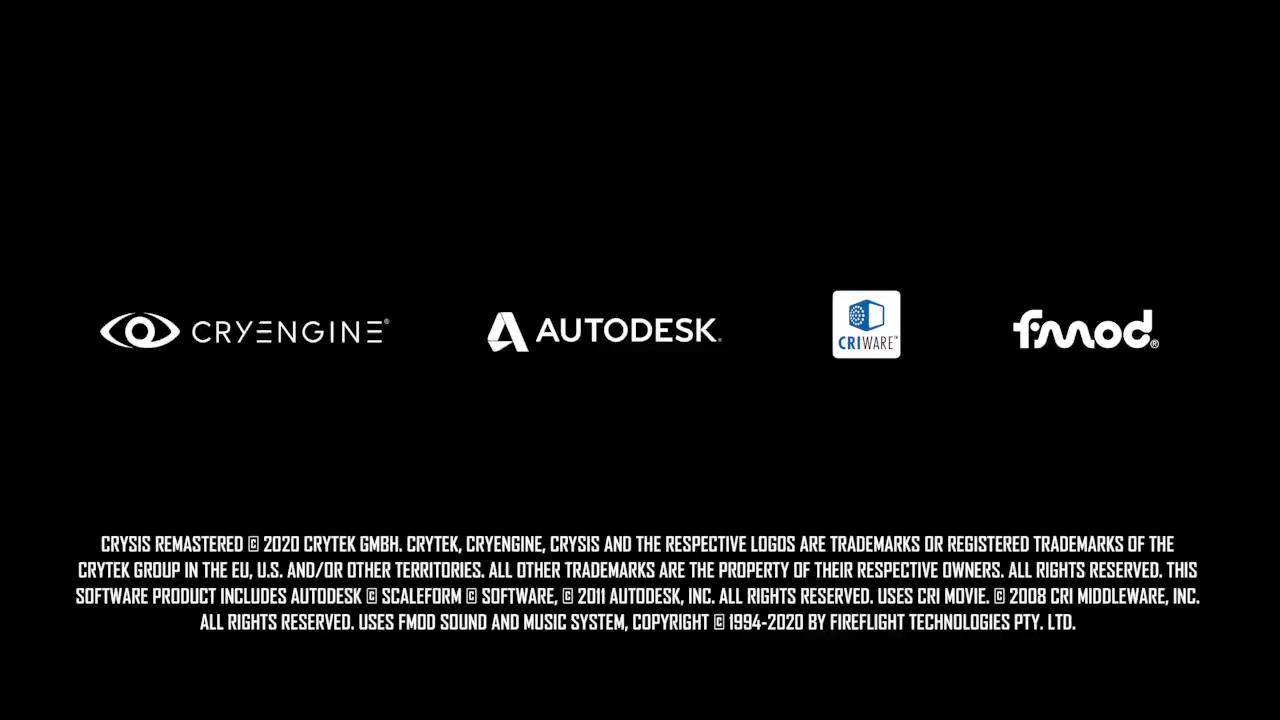 CRYENGINE®
AUTODESK®
CRIWARE™
fmod®
CRYSIS REMASTERED © 2020 CRYTEK GMBH. CRYTEK, CRYENGINE, CRYSIS AND THE RESPECTIVE LOGOS ARE TRADEMARKS OR REGISTERED TRADEMARKS OF THE
CRYTEK GROUP IN THE EU, U.S. AND/OR OTHER TERRITORIES. ALL OTHER TRADEMARKS ARE THE PROPERTY OF THEIR RESPECTIVE OWNERS. ALL RIGHTS RESERVED. THIS
SOFTWARE PRODUCT INCLUDES AUTODESK © SCALEFORM © SOFTWARE, © 2011 AUTODESK, INC. ALL RIGHTS RESERVED. USES CRI MOVIE. © 2008 CRI MIDDLEWARE, INC.
ALL RIGHTS RESERVED. USES FMOD SOUND AND MUSIC SYSTEM, COPYRIGHT © 1994-2020 BY FIREFLIGHT TECHNOLOGIES PTY. LTD.